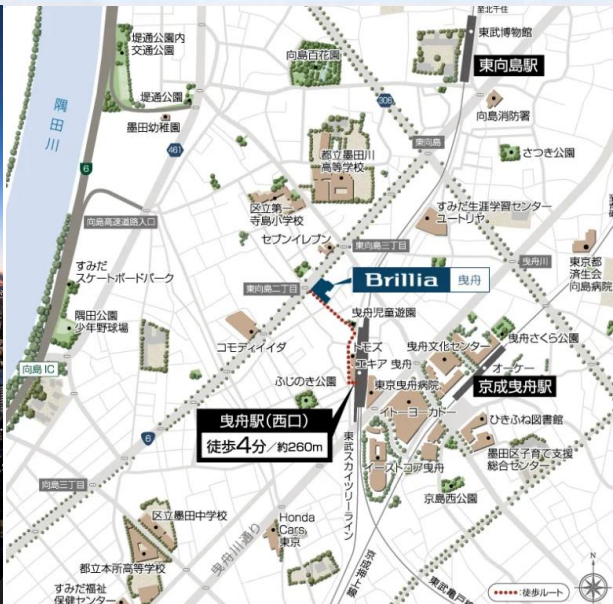 至北千住
東武博物館
東向島駅
堤通公園内
交通公園
向島百花園
306
向島消防署
堤通公園
墨田幼稚園
隅田川
461
東向島
さつき公園
6
都立墨田川
高等学校
すみだ生涯学習センター
ユートリヤ
区立第一
寺島小学校
向島高速道路入口
セブンイレブン
東向島三丁目
曳舟川
東京都
済生会
向島病院
すみだ
スケートボードパーク
Brillia 曳舟
東向島二丁目
曳舟児童遊園
隅田公園
少年野球場
コモディイイダ
トモズ
エキア 曳舟
曳舟文化センター
曳舟さくら公園
オーケー
向島IC
ふじのき公園
東京曳舟病院
京成曳舟駅
曳舟駅(西口)
徒歩4分/約260m
イトーヨーカドー
ひきふね図書館
東武スカイツリーライン
墨田区子育て支援
総合センター
6
イーストコア曳舟
向島三丁目
京島西公園
区立墨田中学校
曳舟川通り
Honda
Cars
東京
都立本所高等学校
京成押上線
東武亀戸線
すみだ福祉
保健センター
N
:徒歩ルート